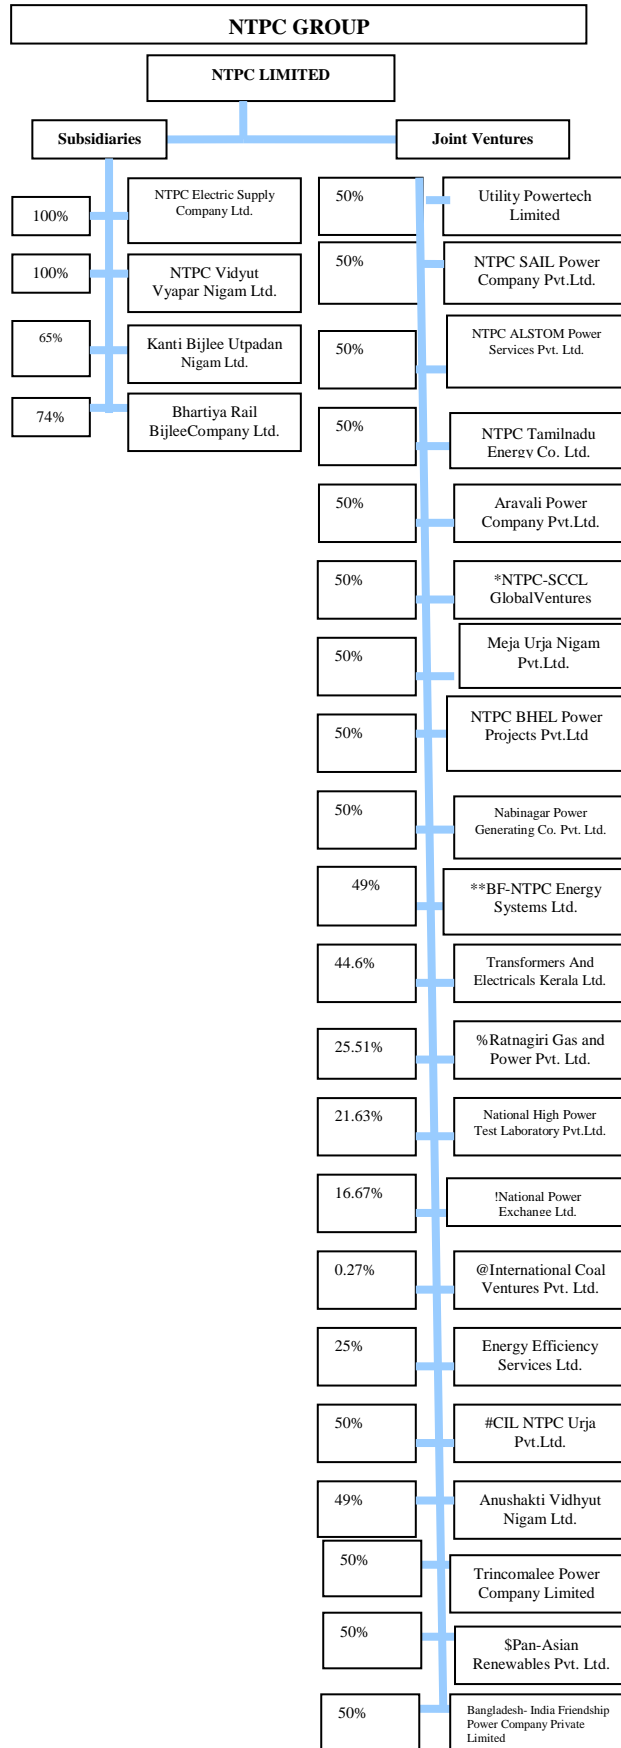 NTPC GROUP
NTPC LIMITED
Subsidiaries
Joint Ventures
100%
NTPC Electric Supply
Company Ltd.
100%
NTPC Vidyut
Vyapar Nigam Ltd.
65%
Kanti Bijlee Utpadan
Nigam Ltd.
74%
Bhartiya Rail
BijleeCompany Ltd.
50%
Utility Powertech
Limited
50%
NTPC SAIL Power
Company Pvt.Ltd.
50%
NTPC ALSTOM Power
Services Pvt. Ltd.
50%
NTPC Tamilnadu
Energy Co. Ltd.
50%
Aravali Power
Company Pvt.Ltd.
50%
*NTPC-SCCL
GlobalVentures
50%
Meja Urja Nigam
Pvt.Ltd.
50%
NTPC BHEL Power
Projects Pvt.Ltd
50%
Nabinagar Power
Generating Co. Pvt. Ltd.
49%
**BF-NTPC Energy
Systems Ltd.
44.6%
Transformers And
Electricals Kerala Ltd.
25.51%
%Ratnagiri Gas and
Power Pvt. Ltd.
21.63%
National High Power
Test Laboratory Pvt.Ltd.
16.67%
!National Power
Exchange Ltd.
0.27%
@International Coal
Ventures Pvt. Ltd.
25%
Energy Efficiency
Services Ltd.
50%
#CIL NTPC Urja
Pvt.Ltd.
49%
Anushakti Vidhyut
Nigam Ltd.
50%
Trincomalee Power
Company Limited
50%
$Pan-Asian
Renewables Pvt. Ltd.
50%
Bangladesh- India Friendship
Power Company Private
Limited